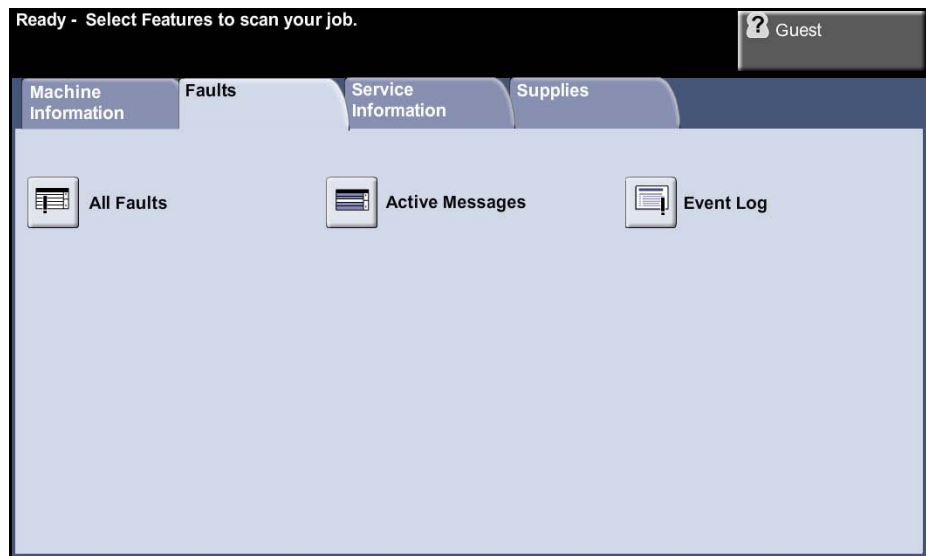 Ready -  Select Features to scan your job.
Guest
Machine
Information
Faults
Service
Information
Supplies
All Faults
Active Messages
Event Log